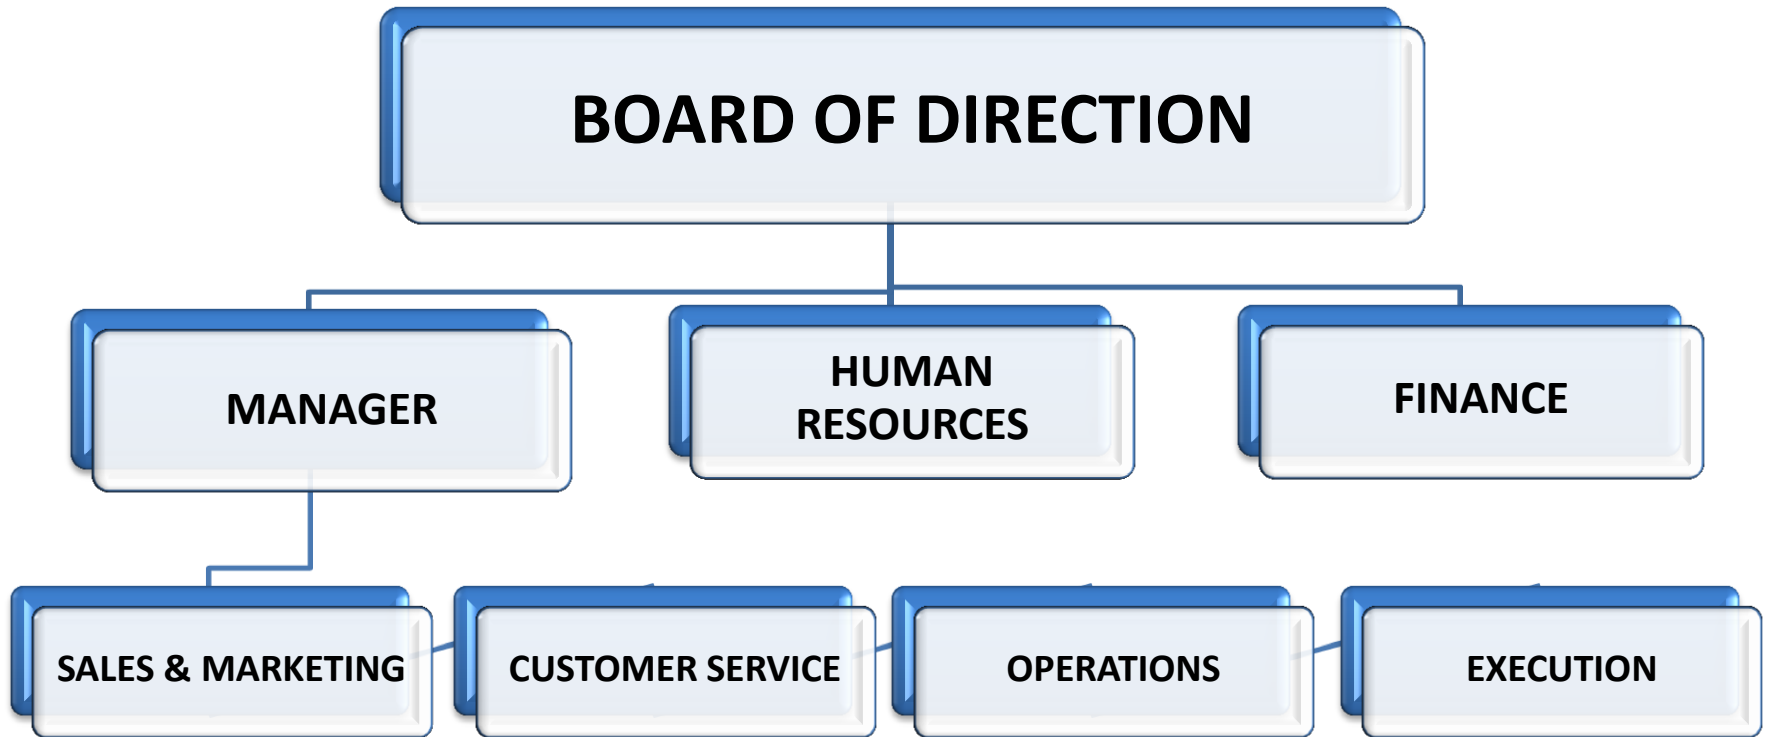 BOARD OF DIRECTION
MANAGER
HUMAN
RESOURCES
FINANCE
SALES & MARKETING
CUSTOMER SERVICE
OPERATIONS
EXECUTION